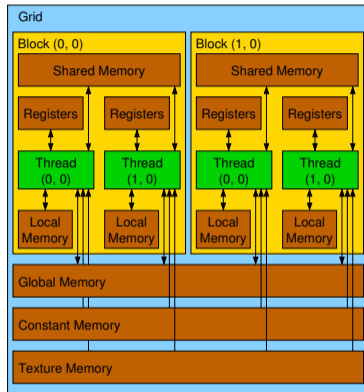 Grid
Block (0, 0)
Shared Memory
Registers
Registers
Thread
(0, 0)
Thread
(1, 0)
Local
Memory
Local
Memory
Block (1, 0)
Shared Memory
Registers
Registers
Thread
(0, 0)
Thread
(1, 0)
Local
Memory
Local
Memory
Global Memory
Constant Memory
Texture Memory